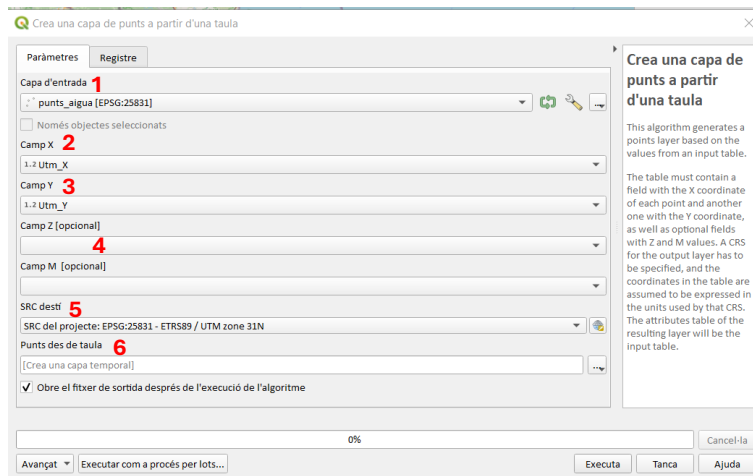 Crea una capa de punts a partir d'una taula
Paràmetres
Registre
Capa d'entrada 1
punts_aigua [EPSG:25831]
Només objectes seleccionats
Camp X 2
1.2 Utm_X
Camp Y 3
1.2 Utm_Y
Camp Z [opcional]
4
Camp M [opcional]
SRC destí 5
SRC del projecte: EPSG:25831 - ETRS89 / UTM zone 31N
Punts des de taula 6
[Crea una capa temporal]
...
Obre el fitxer de sortida després de l'execució de l'algoritme
Crea una capa de
punts a partir
d'una taula
This algorithm generates a
points layer based on the
values from an input table.
The table must contain a
field with the X coordinate
of each point and another
one with the Y coordinate,
as well as optional fields
with Z and M values. A CRS
for the output layer has to
be specified, and the
coordinates in the table are
assumed to be expressed in
the units used by that CRS.
The attributes table of the
resulting layer will be the
input table.
0%
Cancel·la
Avançat
Executar com a procés per lots...
Executa
Tanca
Ajuda